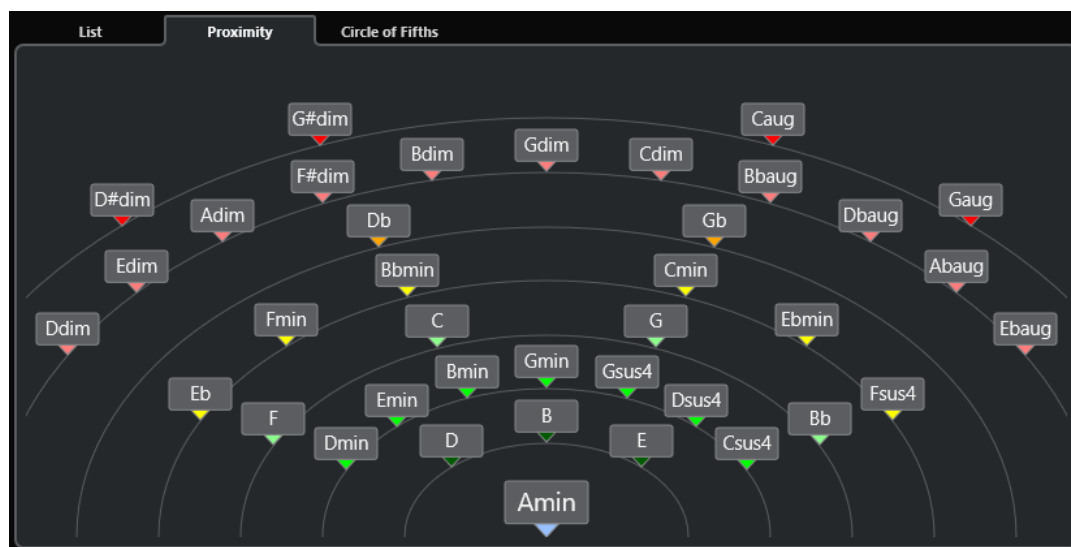 List Proximity Circle of Fifths
G#dim Caug
Bdim Gdim Cdim
F#dim Bbaug
D#dim Adim Dbaug Gaug
Db Gb
Edim Bbmin Cmin Abaug
Ddim Fmin C G Ebmin Ebaug
Bmin Gmin Gsus4
Eb Emin Dsus4 Fsus4
F Dmin D B E Csus4 Bb
Amin